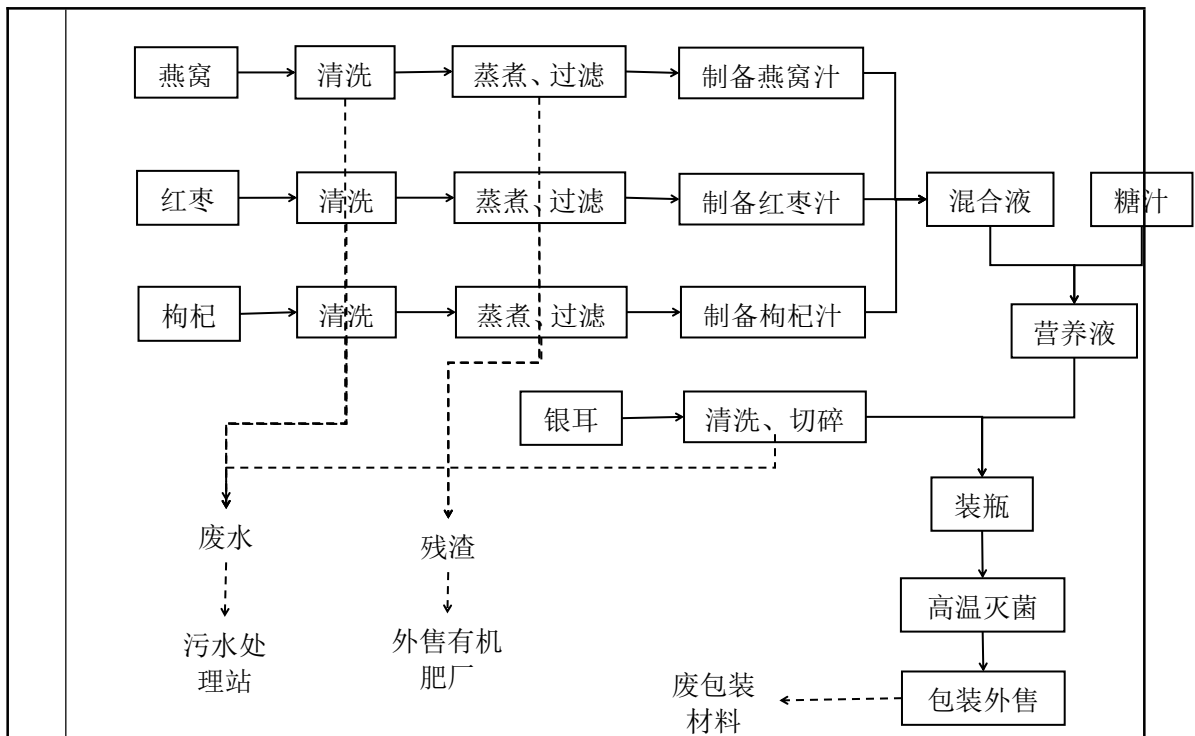 燕窝
清洗
蒸煮、过滤
制备燕窝汁
红枣
清洗
蒸煮、过滤
制备红枣汁
混合液
糖汁
枸杞
清洗
蒸煮、过滤
制备枸杞汁
营养液
银耳
清洗、切碎
装瓶
废水
残渣
高温灭菌
污水处
理站
外售有机
肥厂
废包装
材料
包装外售